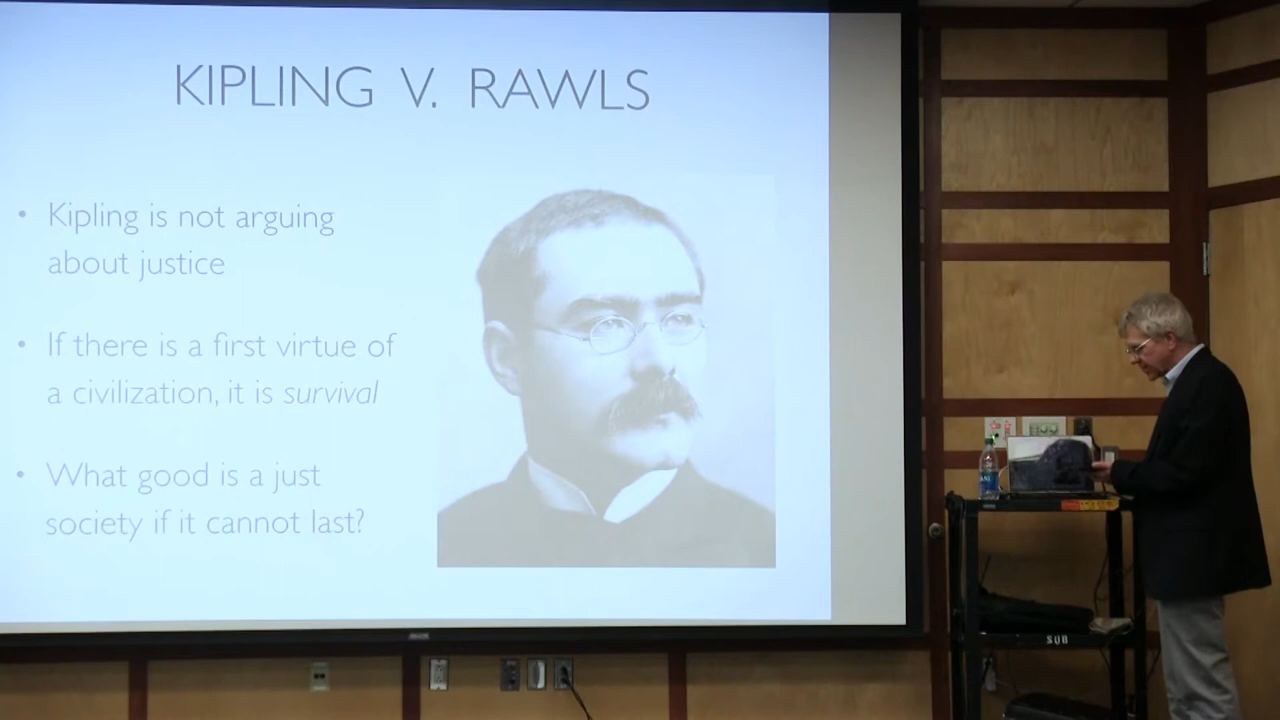 KIPLING V. RAWLS
• Kipling is not arguing
about justice
• If there is a first virtue of
a civilization, it is survival
• What good is a just
society if it cannot last?
SUB